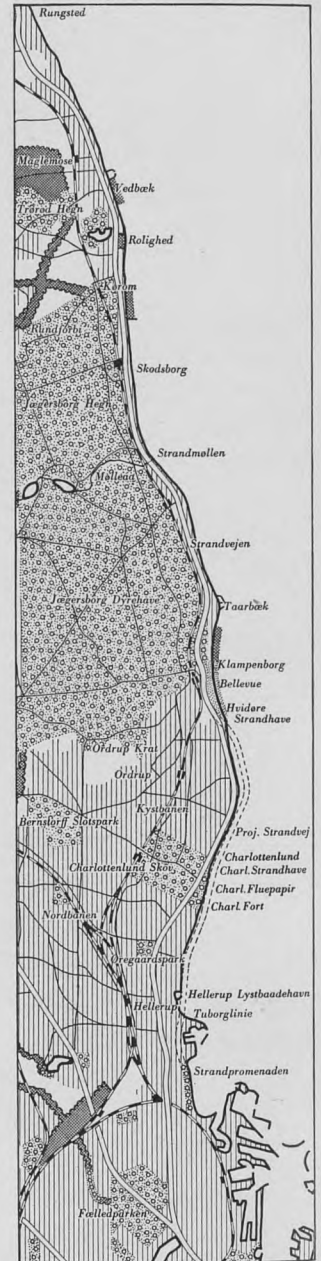 Rungsted
Maglemose
Vedbæk
Trørød Hegn
Rolighed
Kørom
Rundforbi
Skodsborg
Jægersborg Hegn
Strandmøllen
Mølleaa
Strandvejen
Jægersborg Dyrehave
Taarbæk
Klampenborg
Bellevue
Hvidøre
Strandhave
Ordrup Krat
Ordrup
Kystbanen
Bernstorff Slotspark
Proj. Strandvej
Charlottenlund
Charlottenlund Skov
Charl. Strandhave
Charl. Fluepapir
Charl. Fort
Nordbanen
Øregaardspark
Hellerup Lystbaadehavn
Hellerup
Tuborglinie
Strandpromenaden
Fælledparken